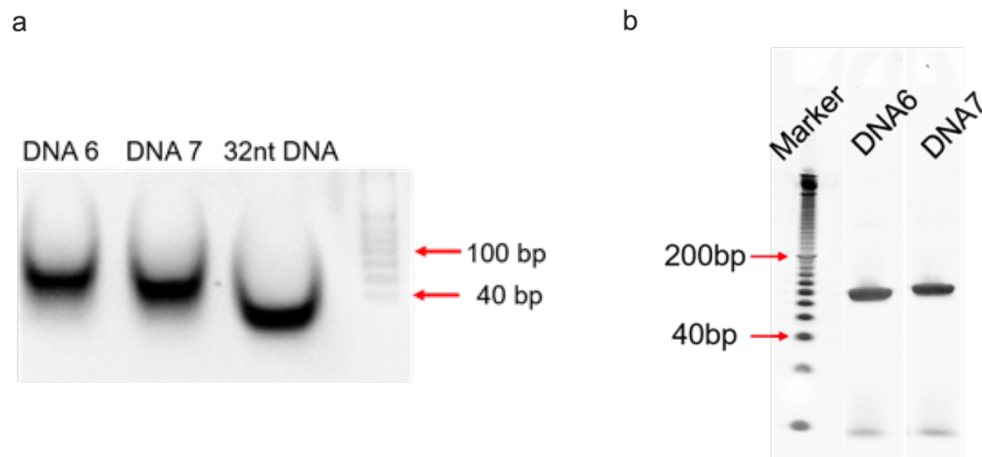 a
DNA 6 DNA 7 32nt DNA
100 bp
40 bp
b
Marker
DNA6
DNA7
200bp
40bp